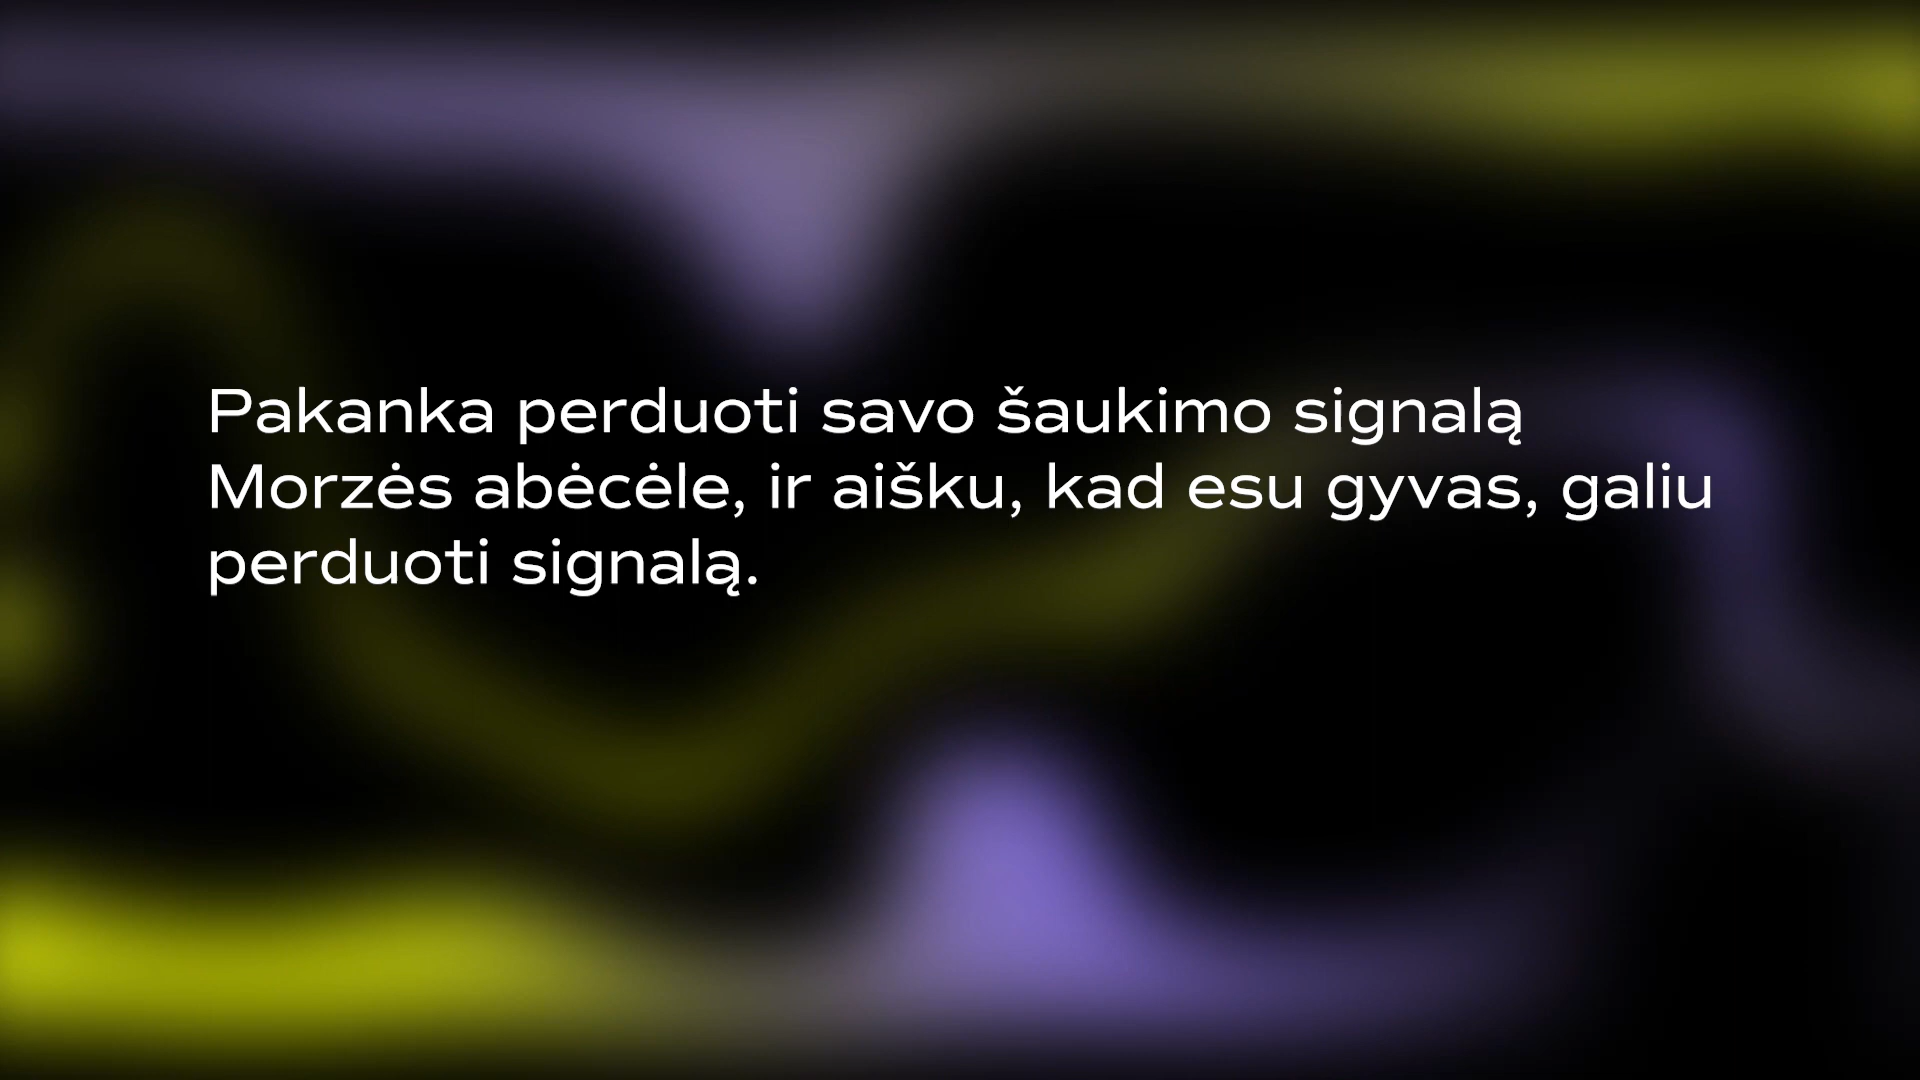 Pakanka perduoti savo šaukimo signalą
Morzės abėcėle, ir aišku, kad esu gyvas, galiu
perduoti signalą.